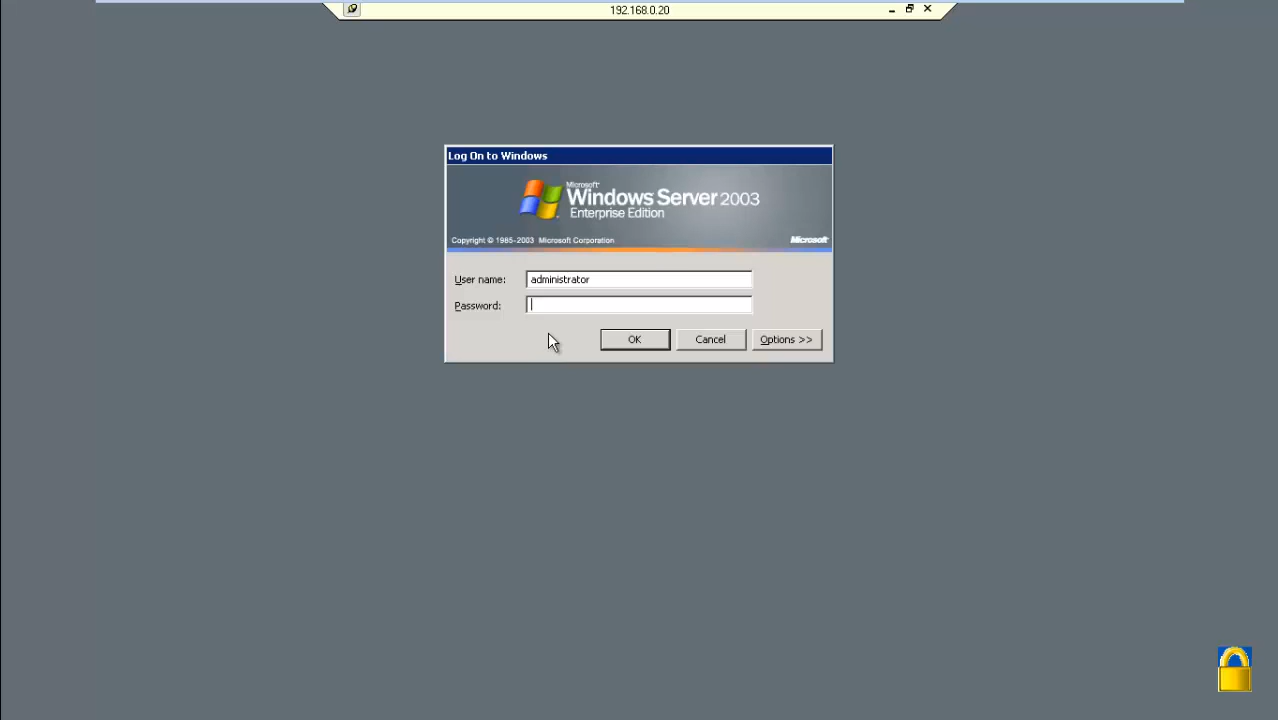 192.168.0.20
Log On to Windows
Microsoft
Windows Server 2003
Enterprise Edition
Copyright © 1985-2003 Microsoft Corporation
Microsoft
User name: administrator
Password:
OK Cancel Options >>